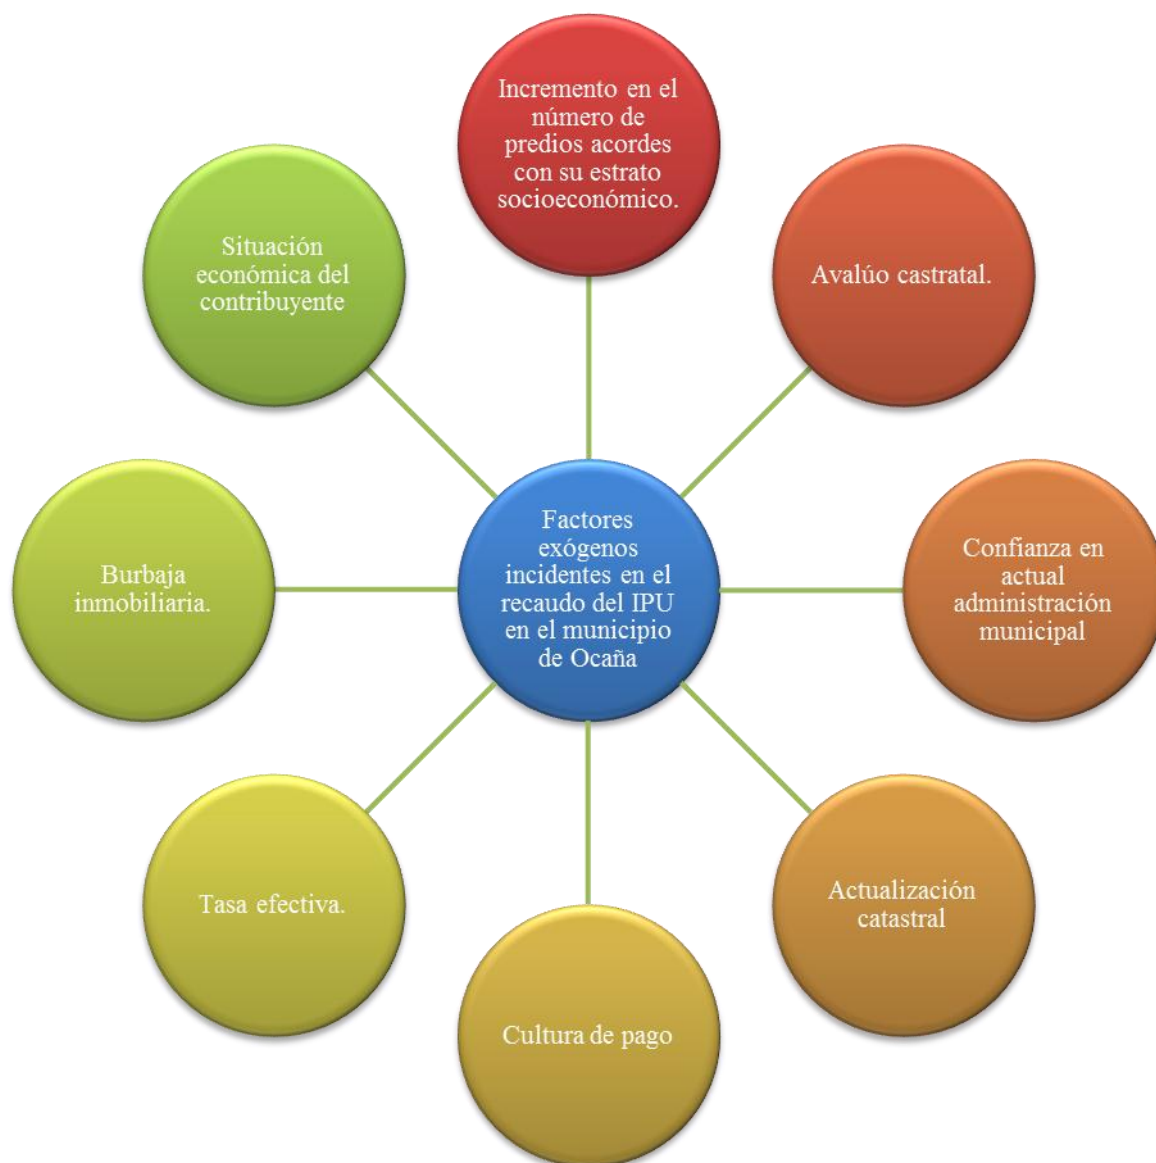 Incremento en el
número de
predios acordes
con su estrato
socioeconómico.
Avalúo castratal.
Confianza en
actual
administración
municipal
Actualización
catastral
Cultura de pago
Tasa efectiva.
Burbaja
inmobiliaria.
Situación
económica del
contribuyente
Factores
exógenos
incidentes en el
recaudo del IPU
en el municipio
de Ocaña